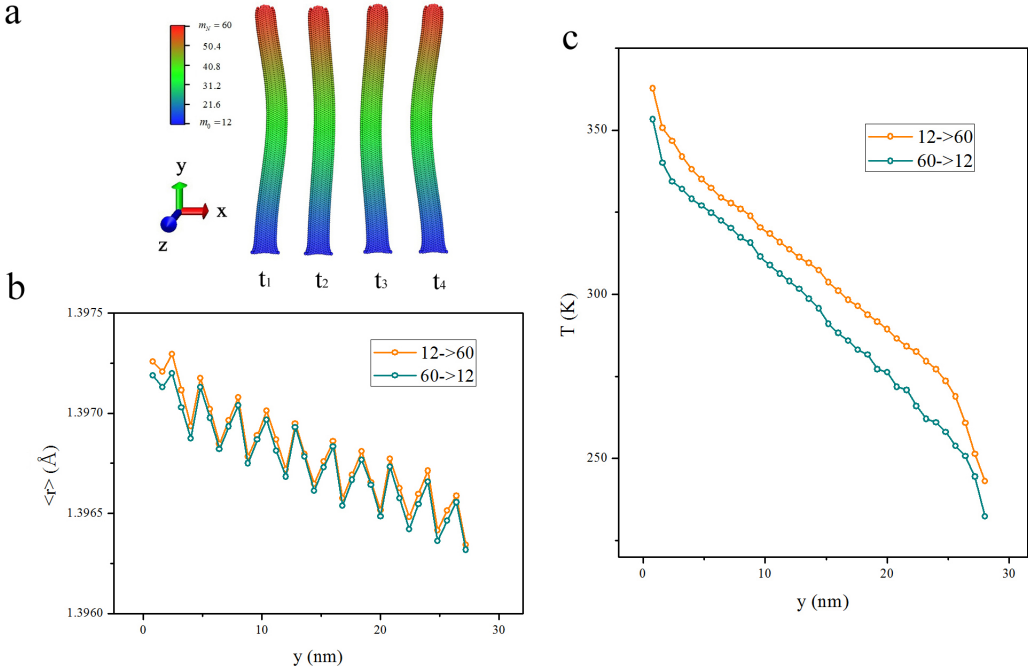 a
m_N = 60
50.4
40.8
31.2
21.6
m_0 = 12
y
x
z
t1 t2 t3 t4
b
1.3975
1.3970
1.3965
1.3960
<r> (Å)
12->60
60->12
0 10 20 30
y (nm)
c
350
300
250
T (K)
12->60
60->12
0 10 20 30
y (nm)